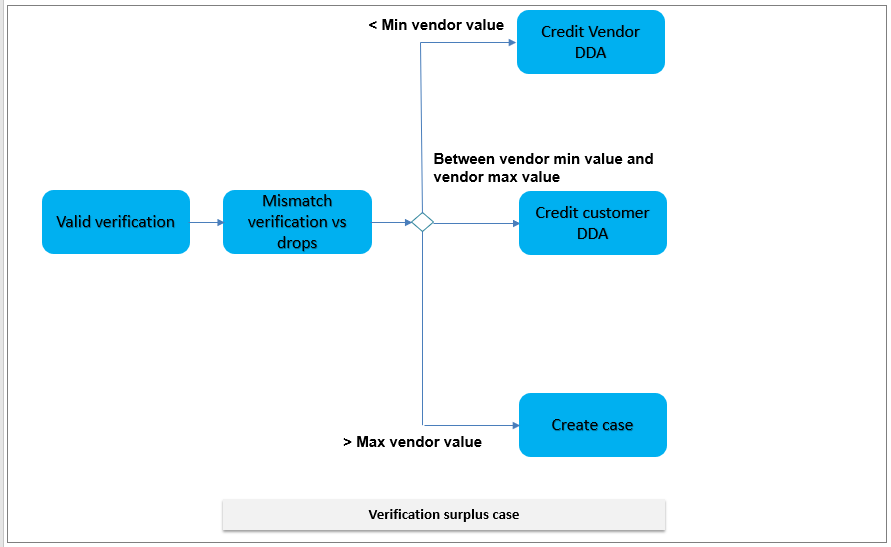 < Min vendor value
Credit Vendor
DDA
Between vendor min value and
vendor max value
Valid verification
Mismatch
verification vs
drops
Credit customer
DDA
Create case
> Max vendor value
Verification surplus case